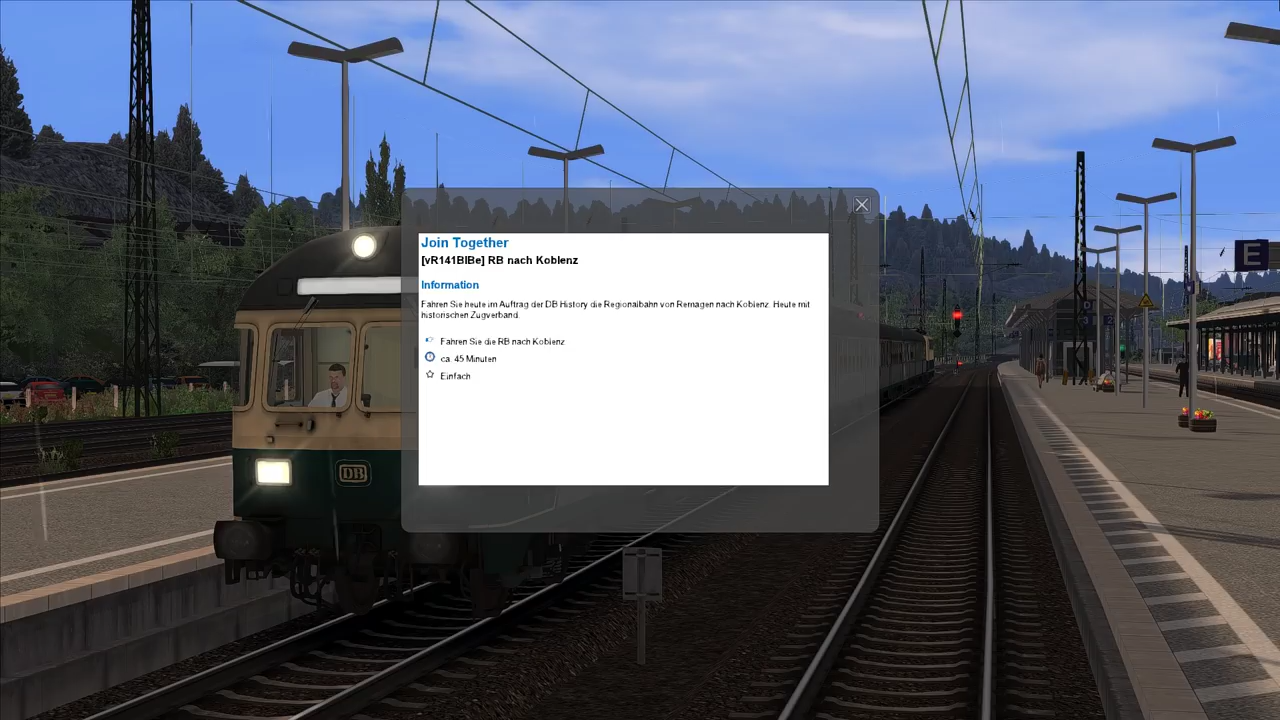 Join Together
[vR141BIBe] RB nach Koblenz
Information
Fahren Sie heute im Auftrag der DB History die Regionalbahn von Remagen nach Koblenz. Heute mit
historischen Zugverband.
Fahren Sie die RB nach Koblenz
ca. 45 Minuten
Einfach
DB
E